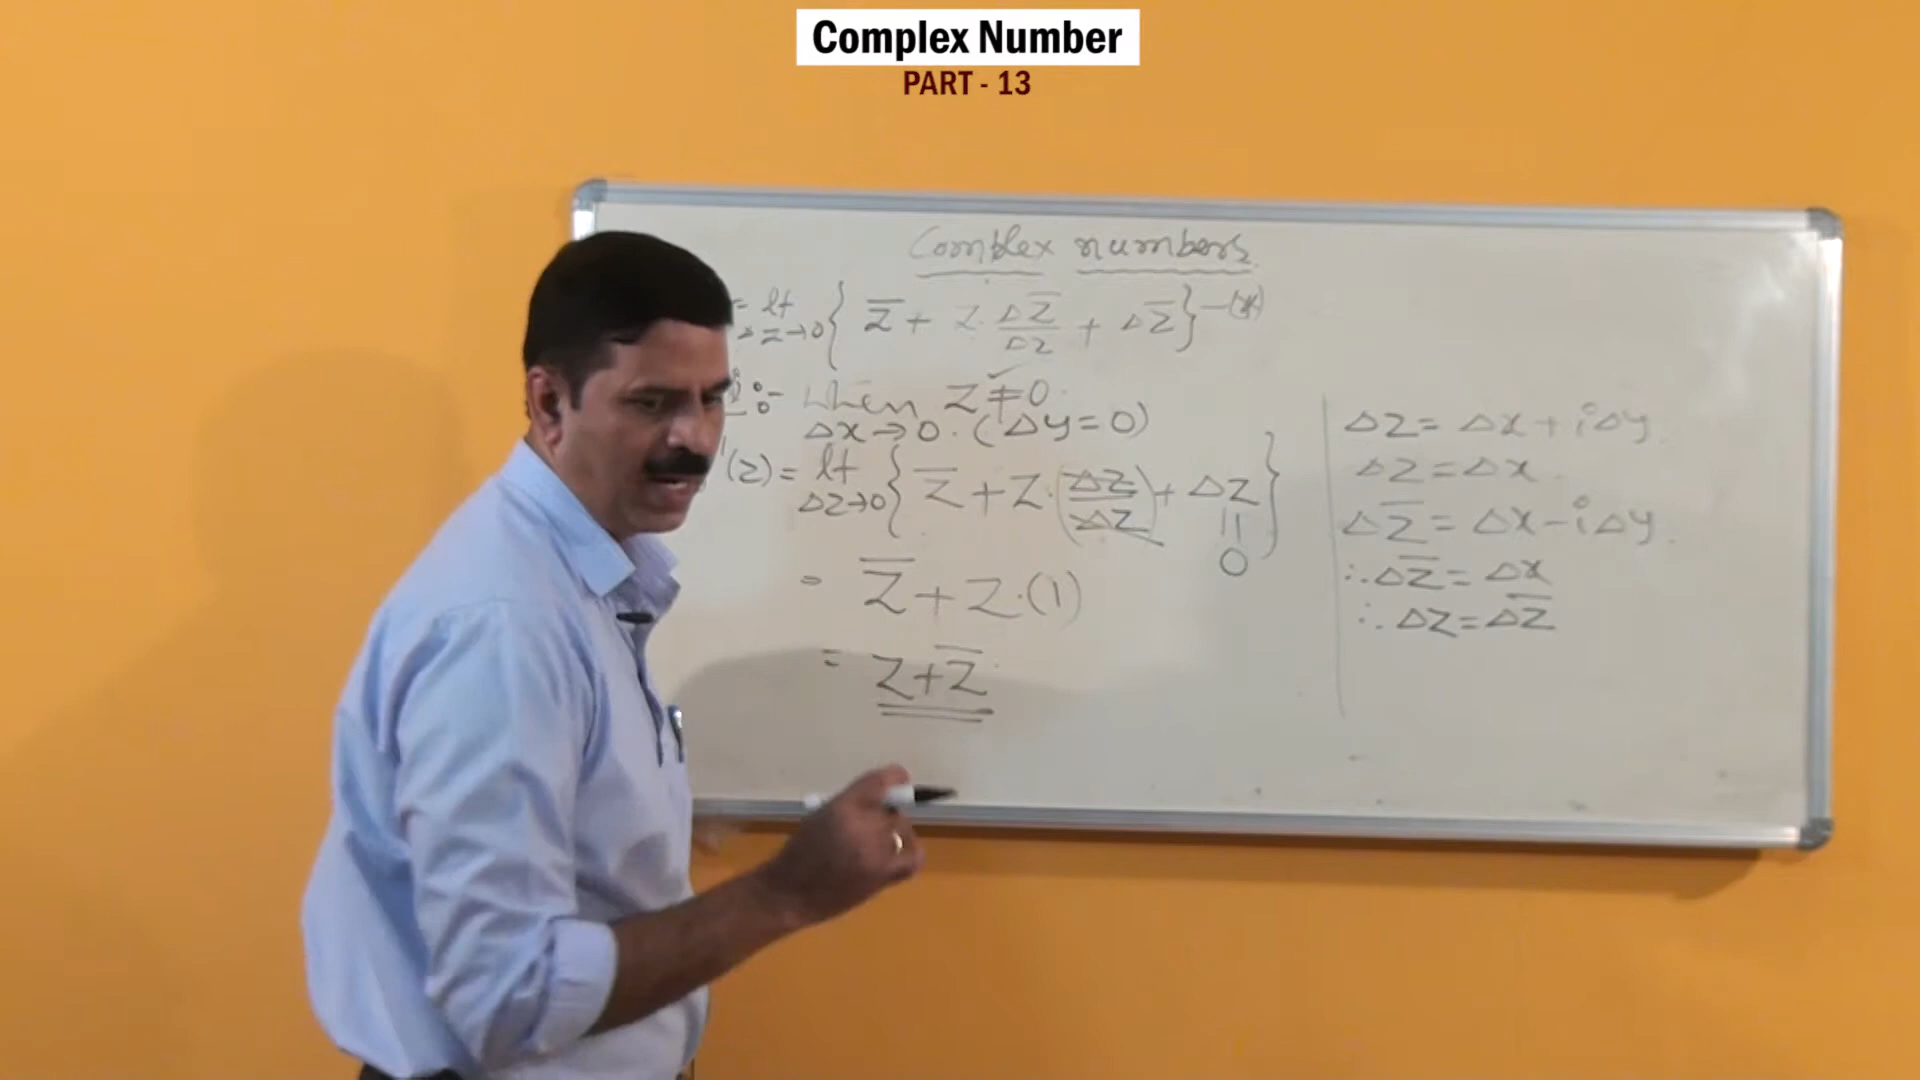 Complex Number
PART - 13
Complex numbers
= lt Δz→0 { z̅ + z. Δz̅/Δz + Δz̅ } —(*)
:- when z ≠ 0.
Δx→0. (Δy=0)
'(z) = lt Δz→0 { z̅ + z. (Δz/Δz) + Δz }
||
0
= z̅ + z.(1)
= z + z̅
Δz = Δx + iΔy.
Δz = Δx.
Δz̅ = Δx - iΔy.
∴ Δz̅ = Δx
∴ Δz = Δz̅